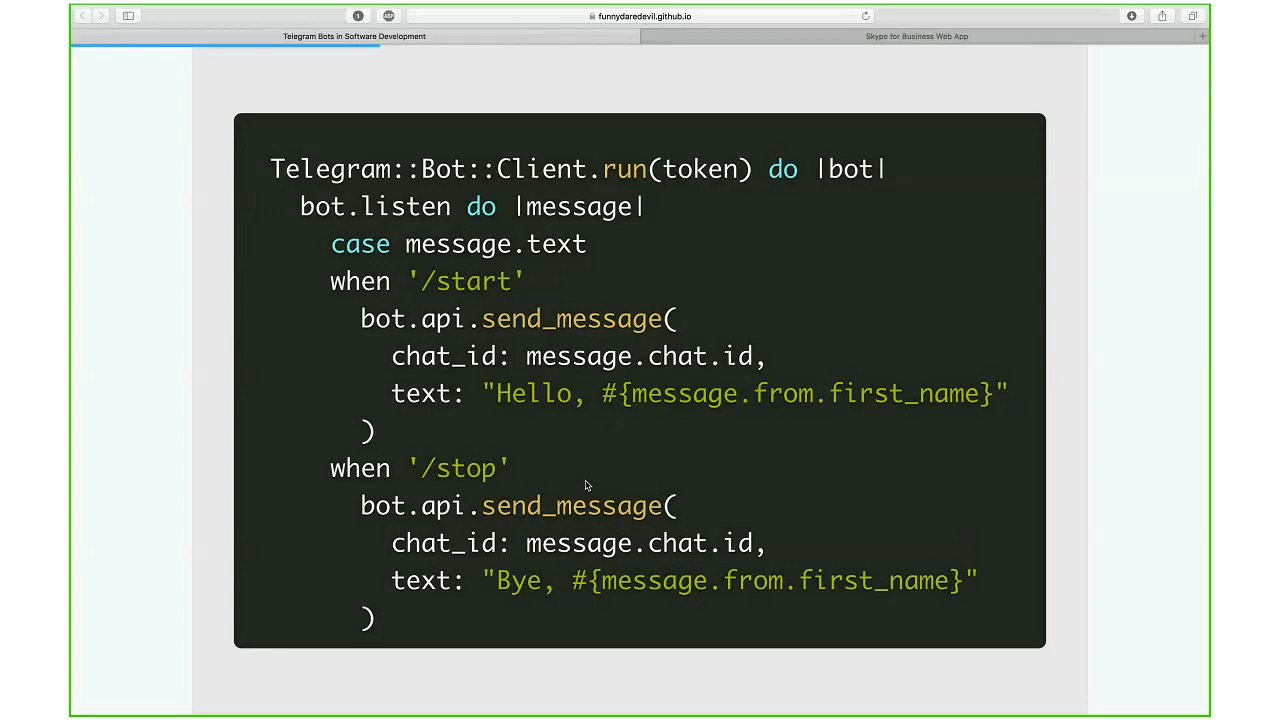 funnydaredevil.github.io
Telegram Bots in Software Development
Skype for Business Web App
Telegram::Bot::Client.run(token) do |bot|
bot.listen do |message|
case message.text
when '/start'
bot.api.send_message(
chat_id: message.chat.id,
text: "Hello, #{message.from.first_name}"
)
when '/stop'
bot.api.send_message(
chat_id: message.chat.id,
text: "Bye, #{message.from.first_name}"
)